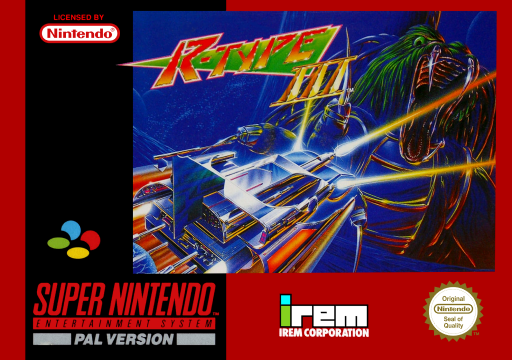 LICENSED BY
Nintendo
R-TYPE
III
TM
SUPER NINTENDO
ENTERTAINMENT SYSTEM
PAL VERSION
irem
IREM CORPORATION
Original
Nintendo
Seal of
Quality